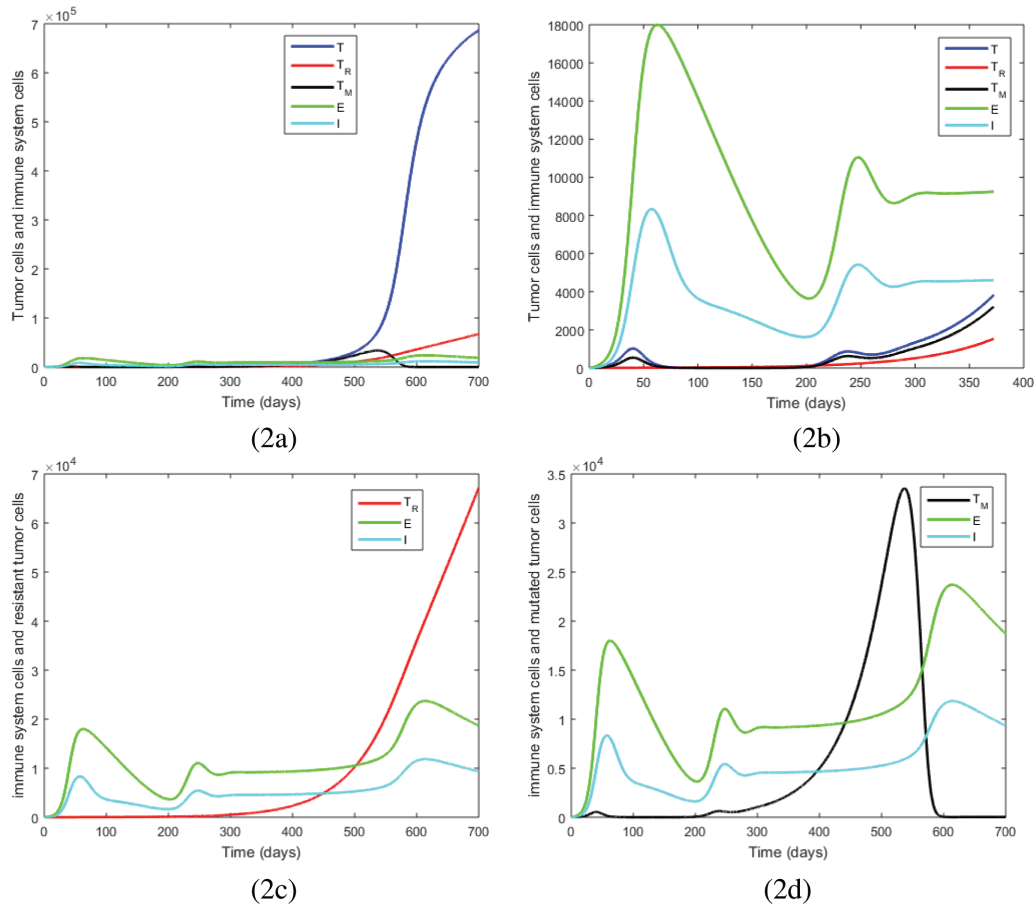 ×10^5
7
6
5
4
3
2
1
0
Tumor cells and immune system cells
T
T_R
T_M
E
I
0 100 200 300 400 500 600 700
Time (days)
(2a)
18000
16000
14000
12000
10000
8000
6000
4000
2000
0
Tumor cells and immune system cells
T
T_R
T_M
E
I
0 50 100 150 200 250 300 350 400
Time (days)
(2b)
×10^4
7
6
5
4
3
2
1
0
immune system cells and resistant tumor cells
T_R
E
I
0 100 200 300 400 500 600 700
Time (days)
(2c)
×10^4
3.5
3
2.5
2
1.5
1
0.5
0
immune system cells and mutated tumor cells
T_M
E
I
0 100 200 300 400 500 600 700
Time (days)
(2d)